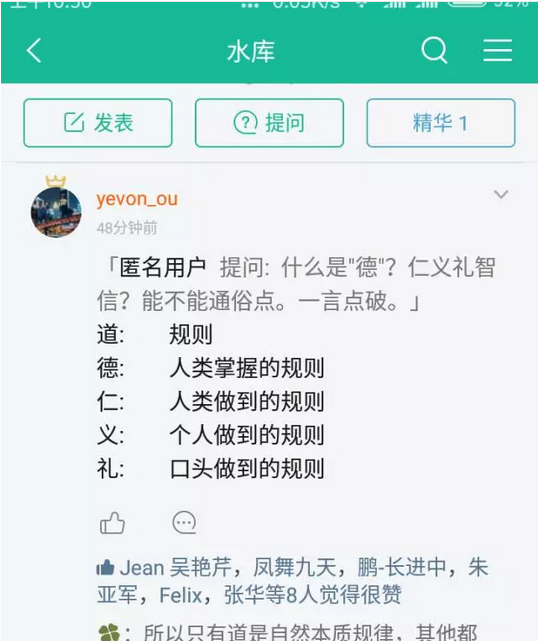 水库
发表
提问
精华 1
yevon_ou
48分钟前
「匿名用户 提问: 什么是"德"? 仁义礼智
信? 能不能通俗点。一言点破。」
道: 规则
德: 人类掌握的规则
仁: 人类做到的规则
义: 个人做到的规则
礼: 口头做到的规则
Jean 吴艳芹，凤舞九天，鹏-长进中，朱
亚军，Felix，张华等8人觉得很赞
：所以只有道是自然本质规律，其他都